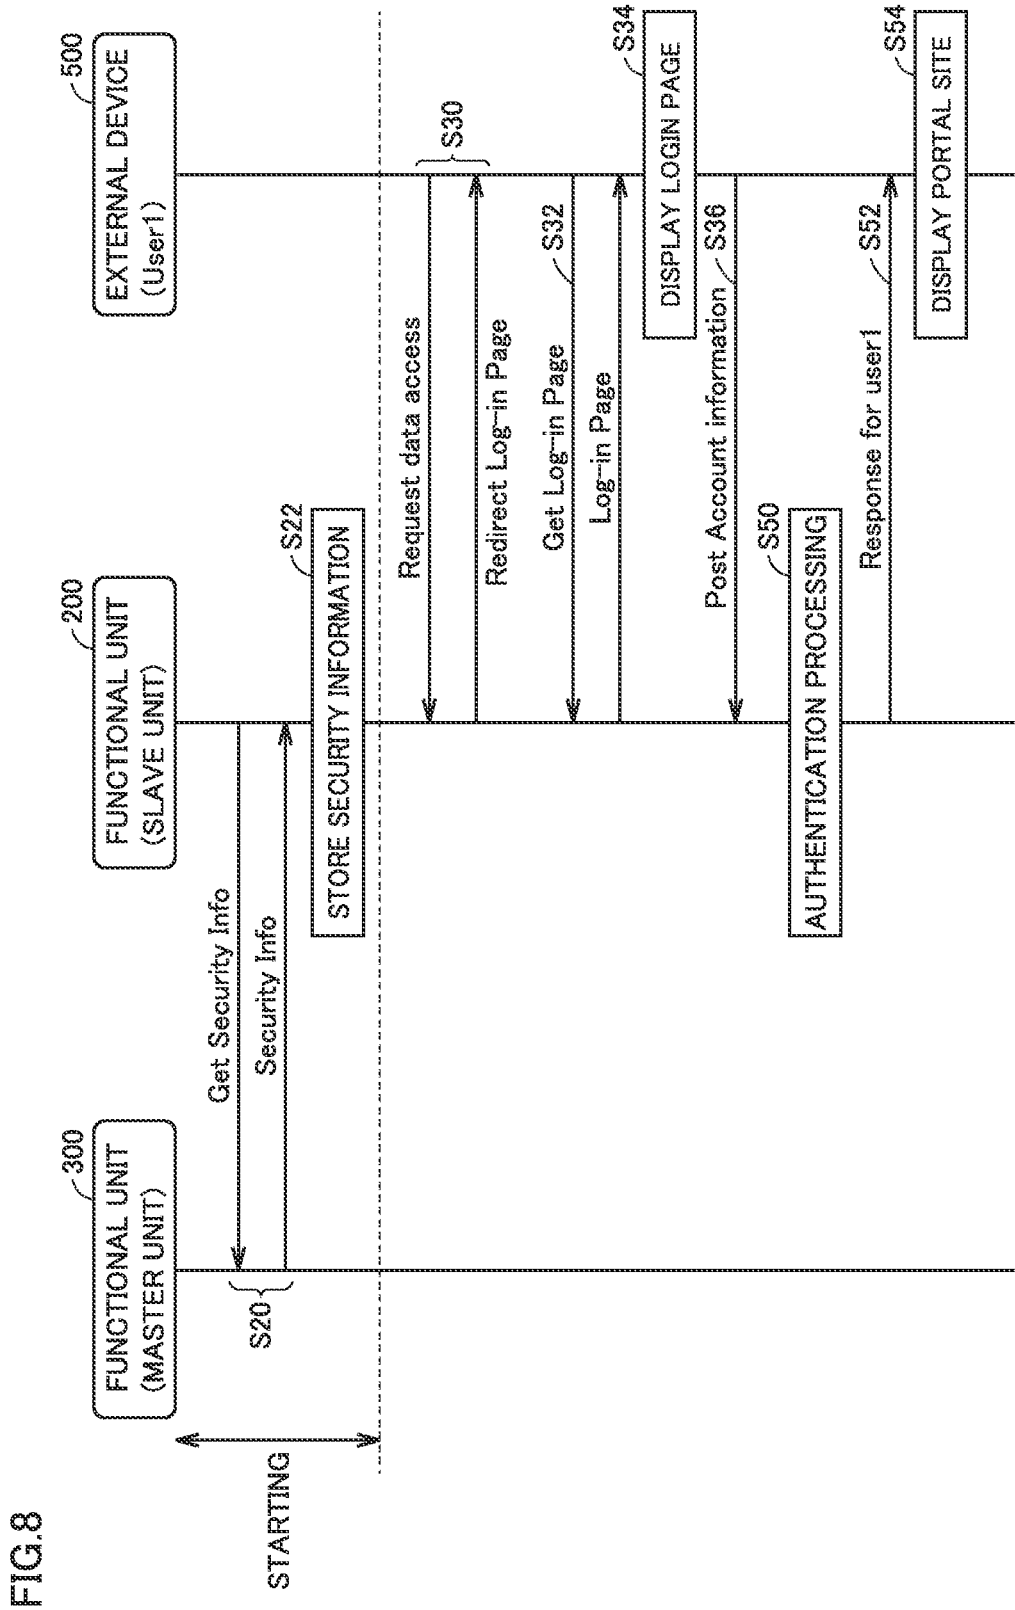 FIG.8
300
FUNCTIONAL UNIT
(MASTER UNIT)
200
FUNCTIONAL UNIT
(SLAVE UNIT)
500
EXTERNAL DEVICE
(User1)
STARTING
S20
Get Security Info
Security Info
S22
STORE SECURITY INFORMATION
Request data access
S30
Redirect Log-in Page
Get Log-in Page
S32
Log-in Page
S34
DISPLAY LOGIN PAGE
Post Account information
S36
S50
AUTHENTICATION PROCESSING
Response for user1
S52
S54
DISPLAY PORTAL SITE